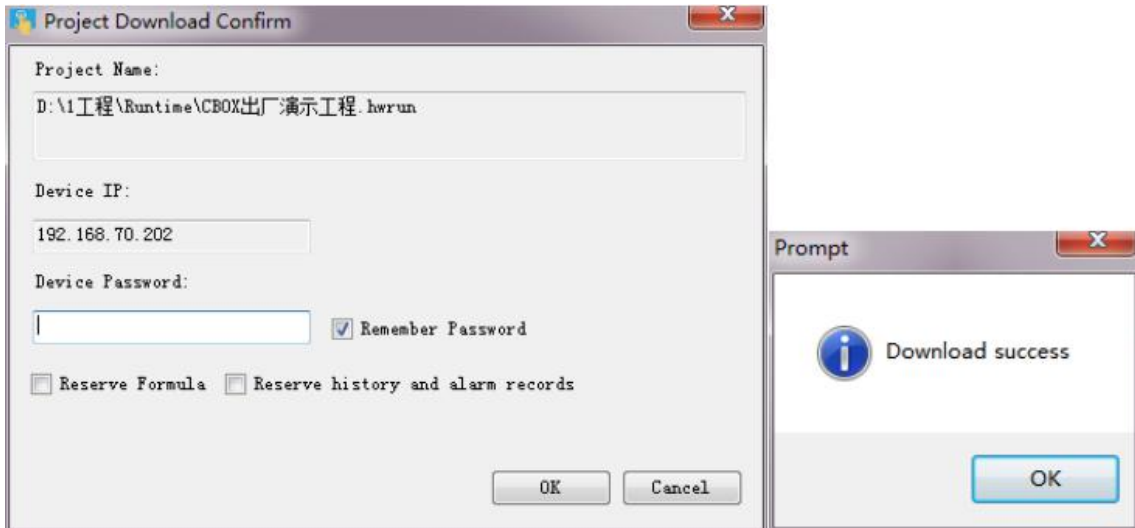 Project Download Confirm
Project Name:
D:\1工程\Runtime\CBOX出厂演示工程.hwrun
Device IP:
192.168.70.202
Device Password:
Remember Password
Reserve Formula Reserve history and alarm records
OK Cancel
Prompt
Download success
OK